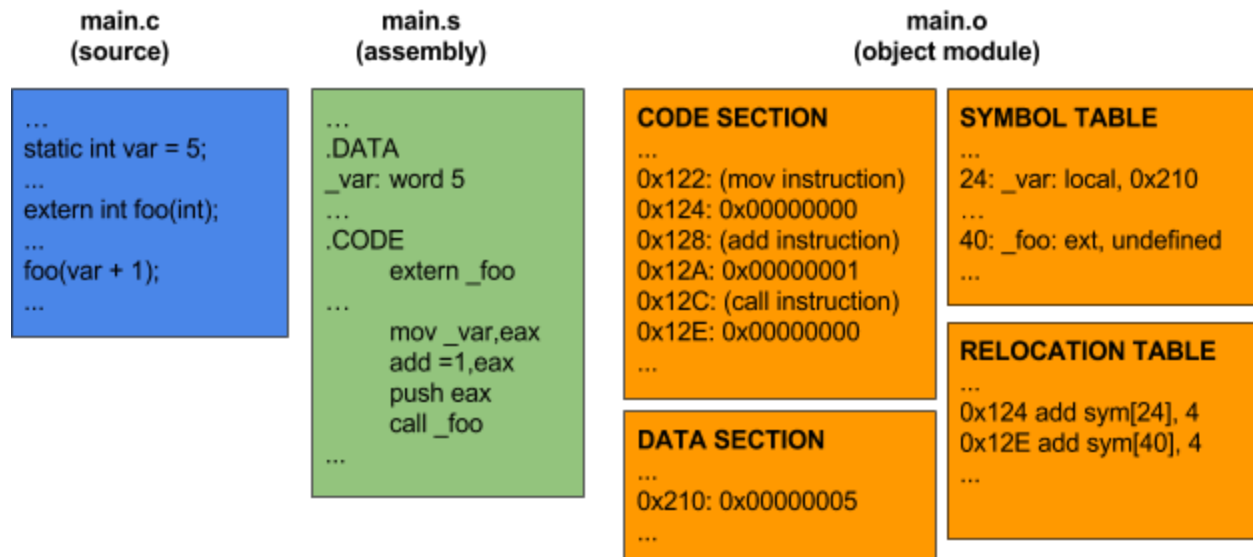 main.c
(source)
…
static int var = 5;
...
extern int foo(int);
...
foo(var + 1);
...
main.s
(assembly)
…
.DATA
_var: word 5
…
.CODE
extern _foo
…
mov _var,eax
add =1,eax
push eax
call _foo
...
main.o
(object module)
CODE SECTION
...
0x122: (mov instruction)
0x124: 0x00000000
0x128: (add instruction)
0x12A: 0x00000001
0x12C: (call instruction)
0x12E: 0x00000000
...
DATA SECTION
...
0x210: 0x00000005
...
SYMBOL TABLE
...
24: _var: local, 0x210
…
40: _foo: ext, undefined
...
RELOCATION TABLE
...
0x124 add sym[24], 4
0x12E add sym[40], 4
...